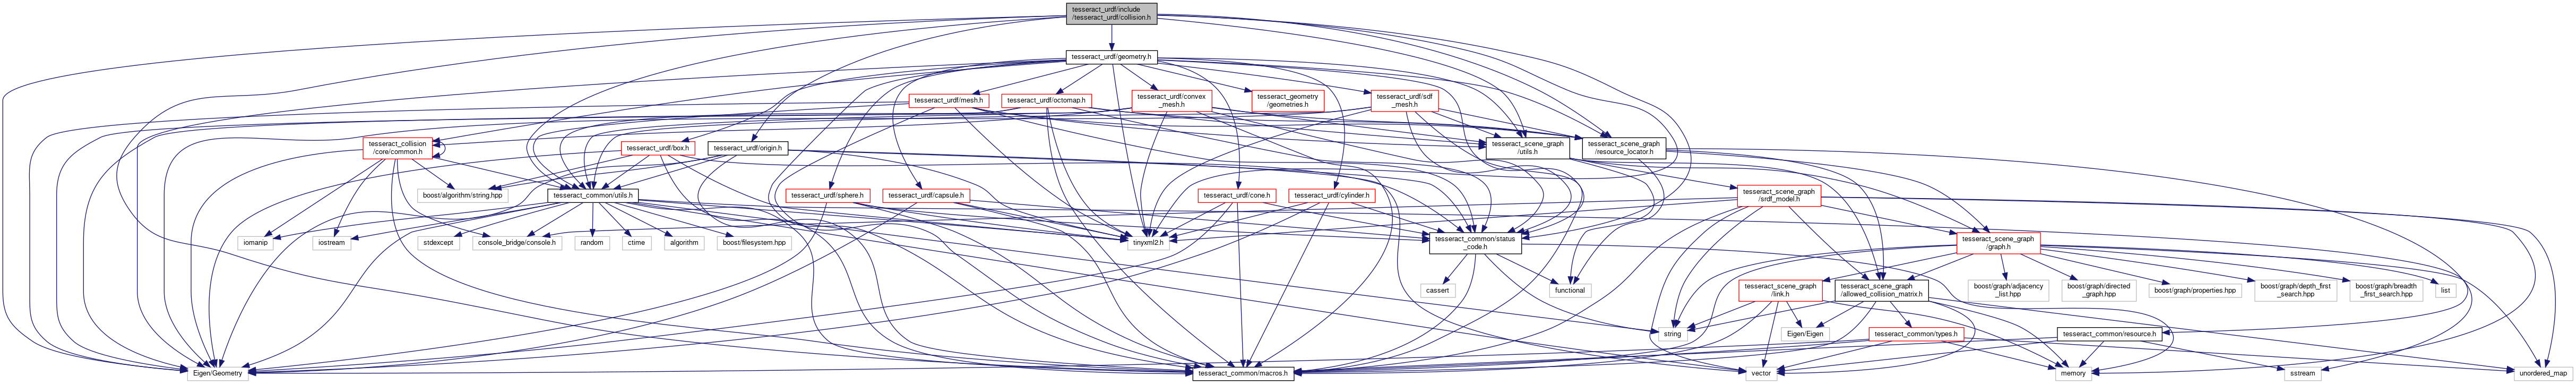 tesseract_urdf/include
/tesseract_urdf/collision.h
tesseract_urdf/geometry.h
tesseract_urdf/mesh.h
tesseract_urdf/octomap.h
tesseract_urdf/convex
_mesh.h
tesseract_geometry
/geometries.h
tesseract_urdf/sdf
_mesh.h
tesseract_collision
/core/common.h
tesseract_urdf/box.h
tesseract_urdf/origin.h
tesseract_scene_graph
/utils.h
tesseract_scene_graph
/resource_locator.h
boost/algorithm/string.hpp
tesseract_common/utils.h
tesseract_urdf/sphere.h
tesseract_urdf/capsule.h
tesseract_urdf/cone.h
tesseract_urdf/cylinder.h
tesseract_scene_graph
/srdf_model.h
iomanip
iostream
stdexcept
console_bridge/console.h
random
ctime
algorithm
boost/filesystem.hpp
tinyxml2.h
tesseract_common/status
_code.h
tesseract_scene_graph
/graph.h
cassert
functional
tesseract_scene_graph
/link.h
tesseract_scene_graph
/allowed_collision_matrix.h
boost/graph/adjacency
_list.hpp
boost/graph/directed
_graph.hpp
boost/graph/properties.hpp
boost/graph/depth_first
_search.hpp
boost/graph/breadth
_first_search.hpp
list
string
Eigen/Eigen
tesseract_common/types.h
tesseract_common/resource.h
Eigen/Geometry
tesseract_common/macros.h
vector
memory
sstream
unordered_map